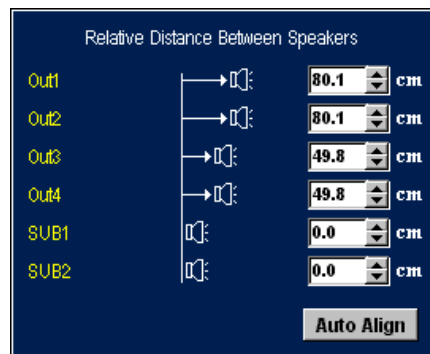 Relative Distance Between Speakers
Out1 80.1 cm
Out2 80.1 cm
Out3 49.8 cm
Out4 49.8 cm
SUB1 0.0 cm
SUB2 0.0 cm
Auto Align